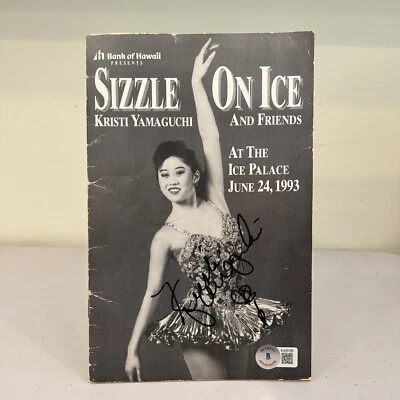 Bank of Hawaii
PRESENTS
SIZZLE ON ICE
KRISTI YAMAGUCHI AND FRIENDS
AT THE
ICE PALACE
JUNE 24, 1993